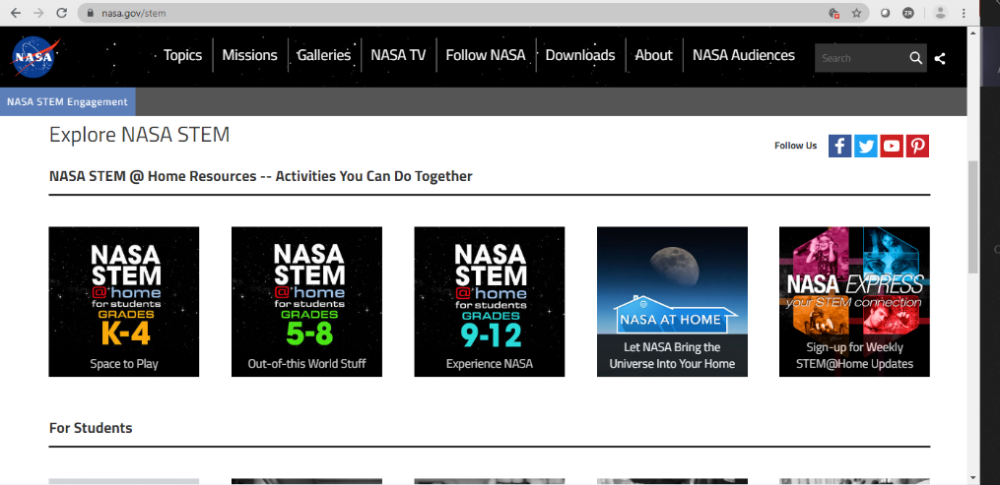 nasa.gov/stem
ZR
NASA
Topics
Missions
Galleries
NASA TV
Follow NASA
Downloads
About
NASA Audiences
Search
NASA STEM Engagement
Explore NASA STEM
Follow Us
NASA STEM @ Home Resources -- Activities You Can Do Together
NASA
STEM
@home
for students
GRADES
K-4
Space to Play
NASA
STEM
@home
for students
GRADES
5-8
Out-of-this World Stuff
NASA
STEM
@home
for students
GRADES
9-12
Experience NASA
NASA AT HOME
Let NASA Bring the
Universe Into Your Home
NASA EXPRESS
your STEM connection
Sign-up for Weekly
STEM@Home Updates
For Students